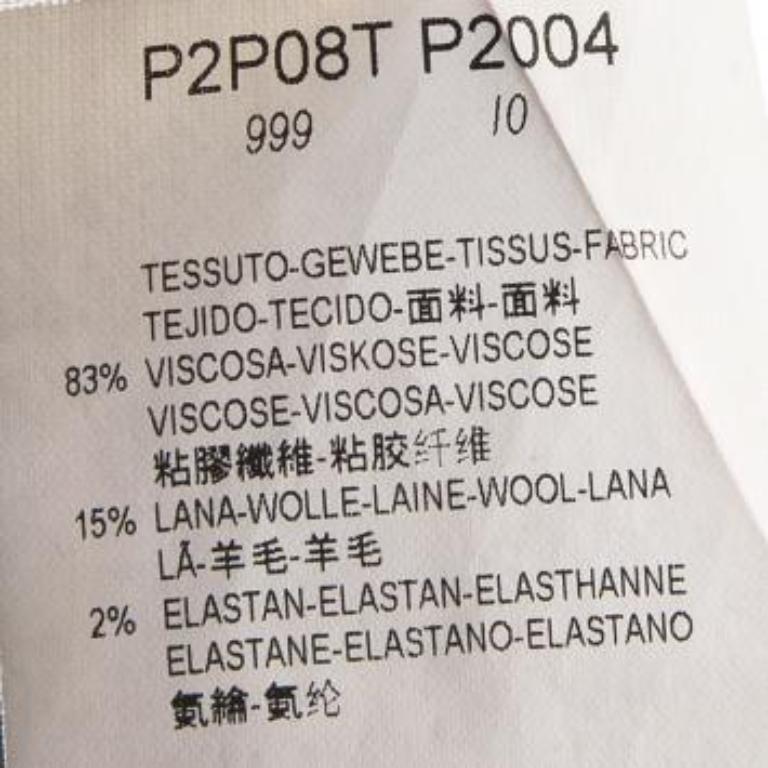 P2P08T P2004
999 10
TESSUTO-GEWEBE-TISSUS-FABRIC
TEJIDO-TECIDO-面料-面料
83% VISCOSA-VISKOSE-VISCOSE
VISCOSE-VISCOSA-VISCOSE
粘膠纖維-粘胶纤维
15% LANA-WOLLE-LAINE-WOOL-LANA
LÃ-羊毛-羊毛
2% ELASTAN-ELASTAN-ELASTHANNE
ELASTANE-ELASTANO-ELASTANO
氨綸-氨纶